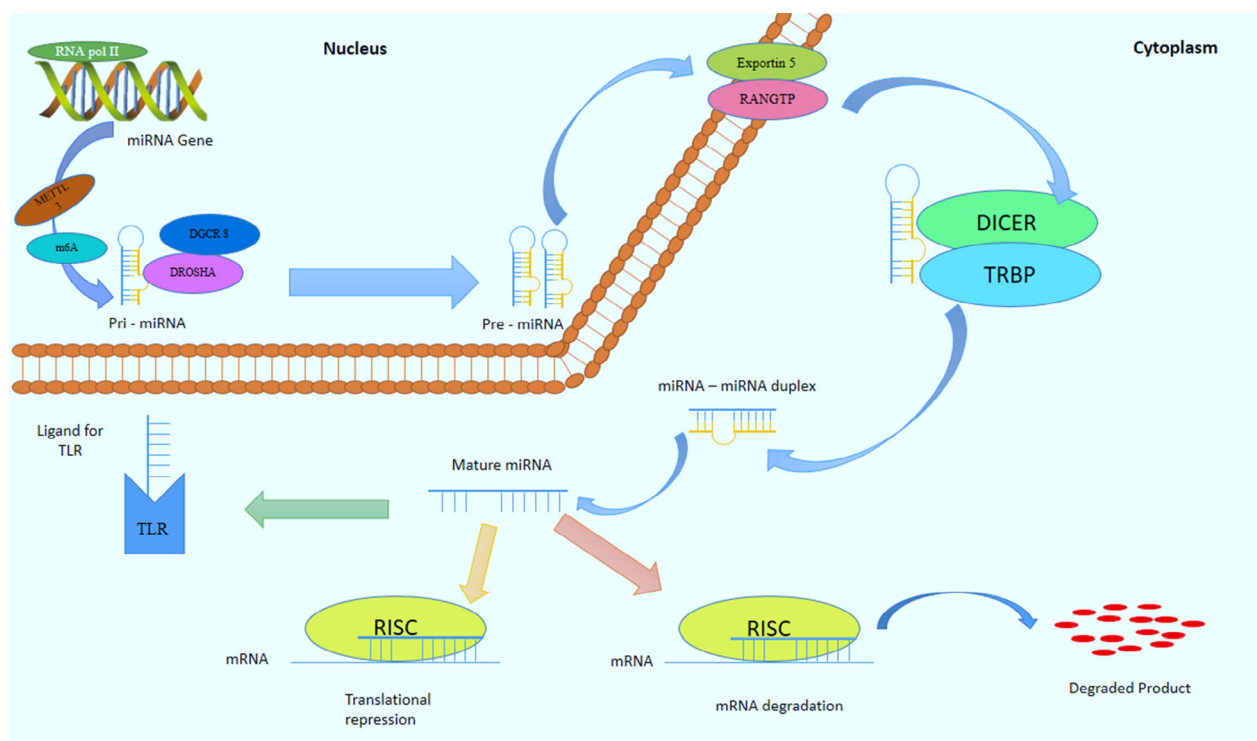 Nucleus
Cytoplasm
RNA pol II
miRNA Gene
METTL
3
m6A
DGCR 8
DROSHA
Pri - miRNA
Pre - miRNA
Exportin 5
RANGTP
DICER
TRBP
miRNA – miRNA duplex
Ligand for
TLR
TLR
Mature miRNA
RISC
mRNA
Translational
repression
RISC
mRNA
mRNA degradation
Degraded Product